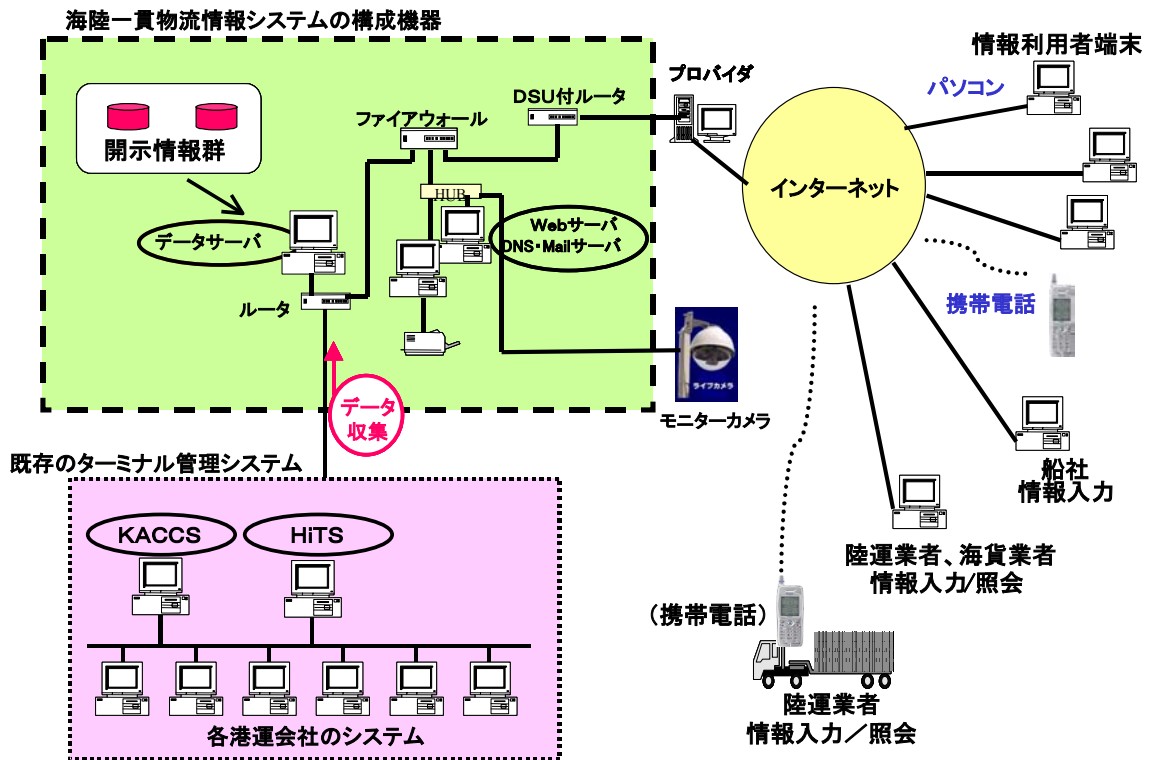 海陸一貫物流情報システムの構成機器
開示情報群
データサーバ
ルータ
ファイアウォール
HUB
DSU付ルータ
Webサーバ
DNS・Mailサーバ
プロバイダ
インターネット
情報利用者端末
パソコン
携帯電話
ライブカメラ
モニターカメラ
データ
収集
既存のターミナル管理システム
KACCS
HiTS
各港運会社のシステム
船社
情報入力
陸運業者、海貨業者
情報入力/照会
（携帯電話）
陸運業者
情報入力／照会